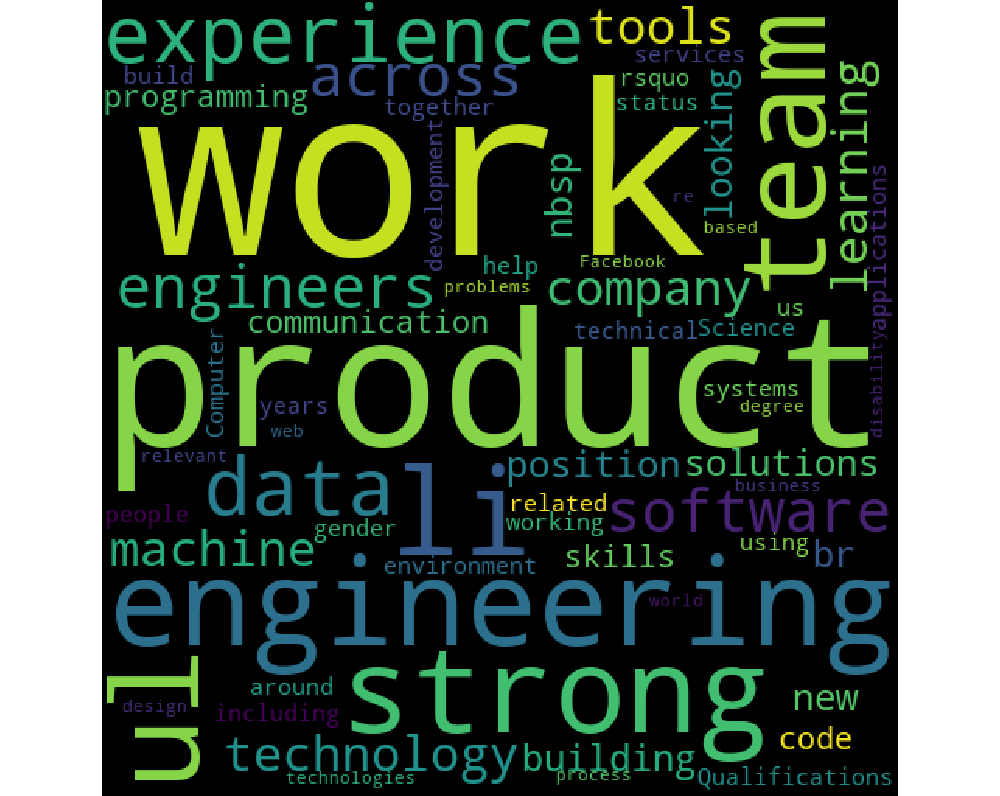 experience
tools
services
build
across
rsquo
programming
together
status
work
team
looking
learning
development
nbsp
re
applications
based
engineers
help
Facebook
problems
company
us
communication
technical
Science
product
Computer
disability
systems
years
degree
web
relevant
data
li
position
solutions
business
people
gender
related
working
software
machine
environment
skills
using
br
engineering
world
ul
strong
around
design
including
new
technology
building
code
technologies
process
Qualifications